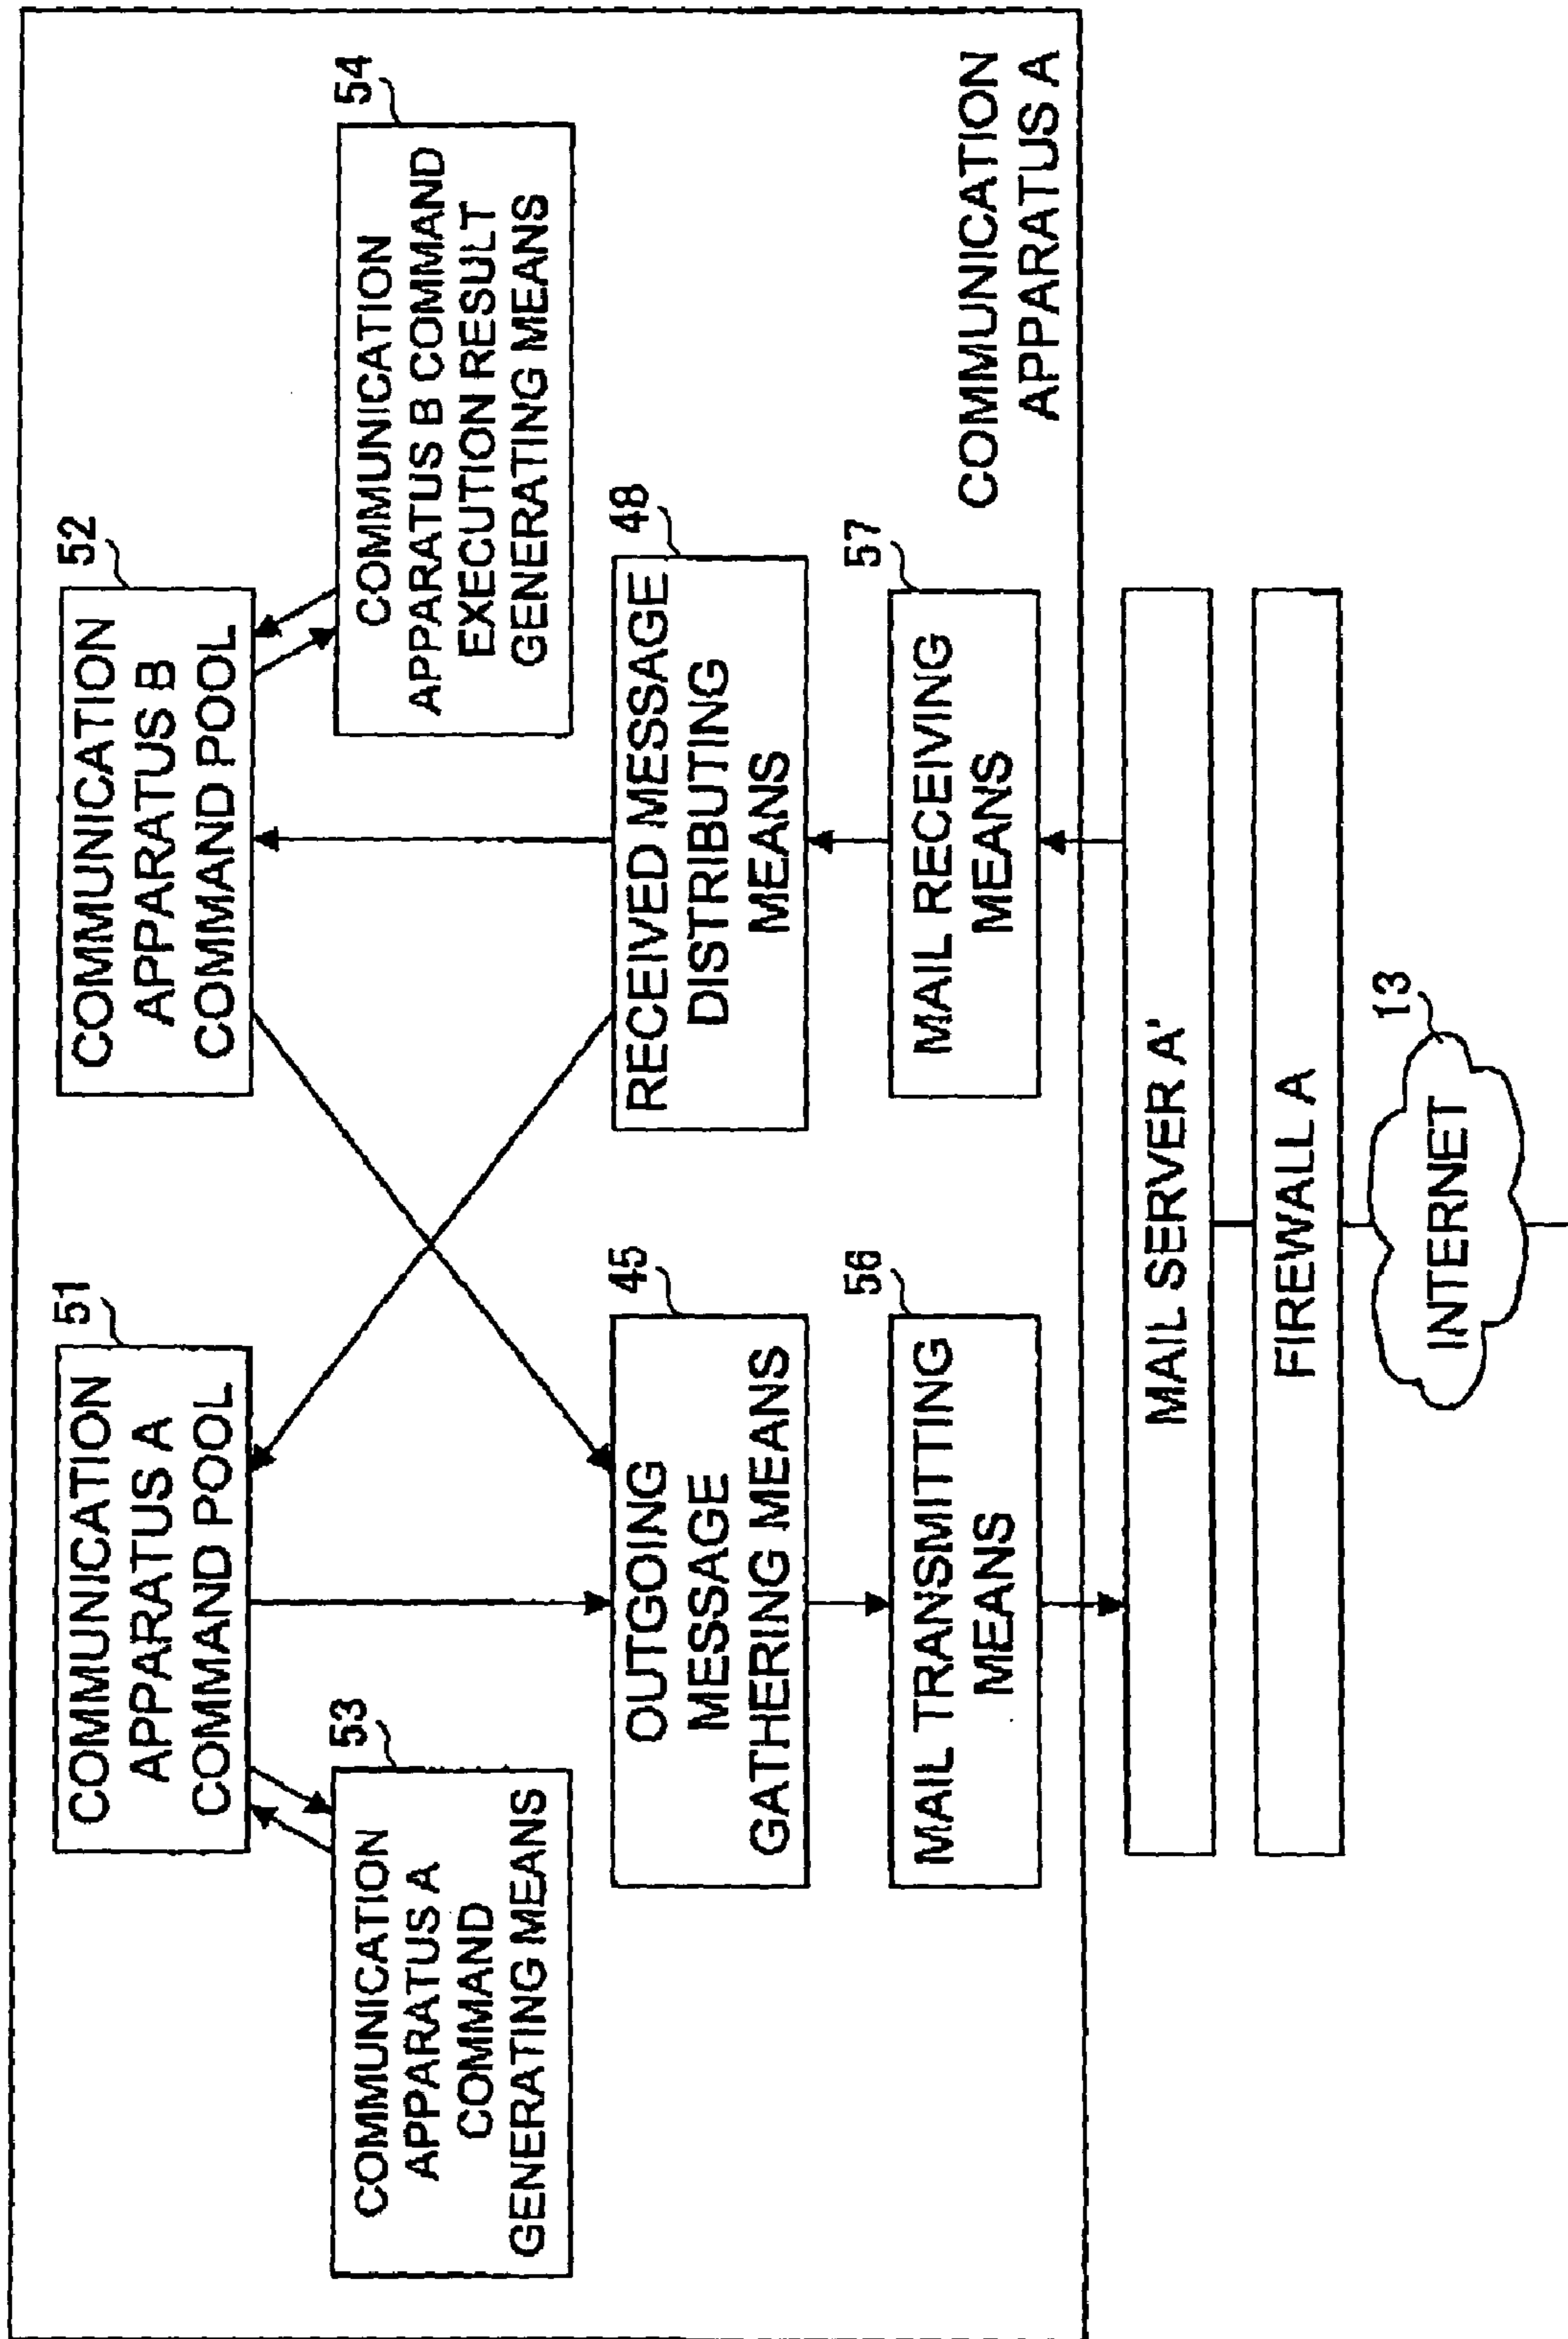 51
COMMUNICATION
APPARATUS A
COMMAND POOL
52
COMMUNICATION
APPARATUS B
COMMAND POOL
53
COMMUNICATION
APPARATUS A
COMMAND
GENERATING MEANS
54
COMMUNICATION
APPARATUS B COMMAND
EXECUTION RESULT
GENERATING MEANS
45
OUTGOING
MESSAGE
GATHERING MEANS
48
RECEIVED MESSAGE
DISTRIBUTING
MEANS
56
MAIL TRANSMITTING
MEANS
57
MAIL RECEIVING
MEANS
COMMUNICATION
APPARATUS A
MAIL SERVER A'
FIREWALL A
13
INTERNET